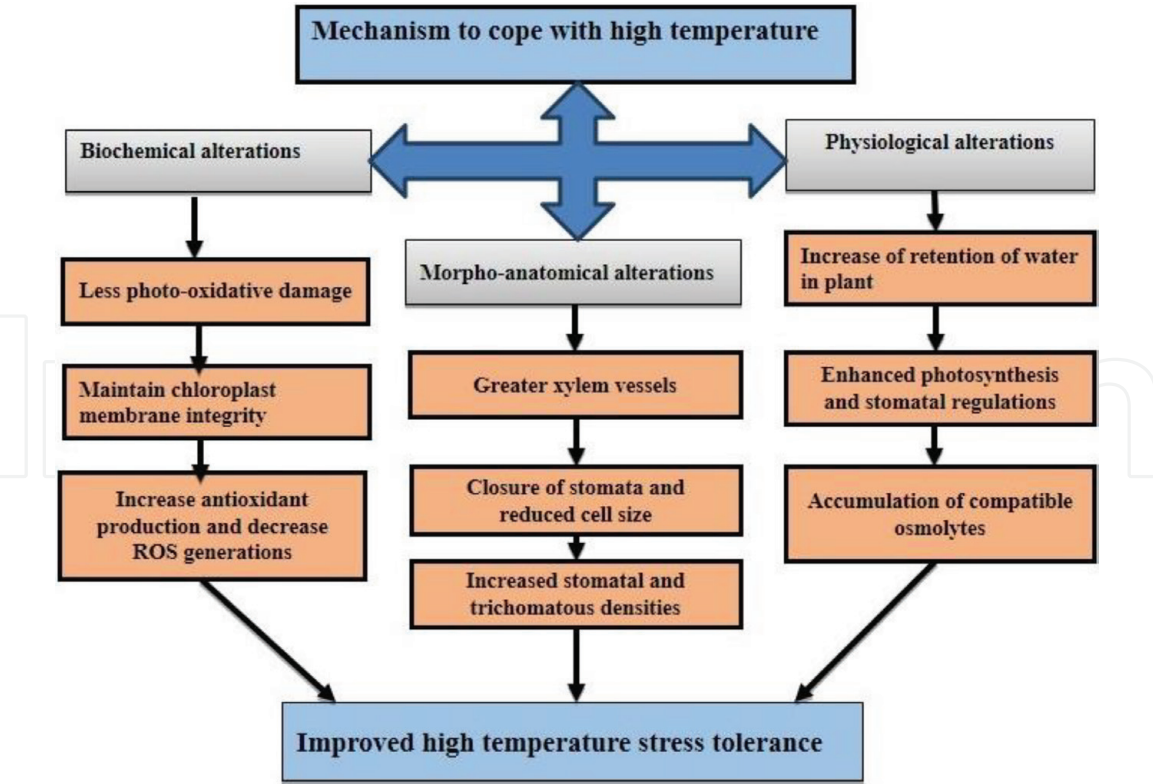 Mechanism to cope with high temperature
Biochemical alterations
Less photo-oxidative damage
Maintain chloroplast
membrane integrity
Increase antioxidant
production and decrease
ROS generations
Morpho-anatomical alterations
Greater xylem vessels
Closure of stomata and
reduced cell size
Increased stomatal and
trichomatous densities
Physiological alterations
Increase of retention of water
in plant
Enhanced photosynthesis
and stomatal regulations
Accumulation of compatible
osmolytes
Improved high temperature stress tolerance